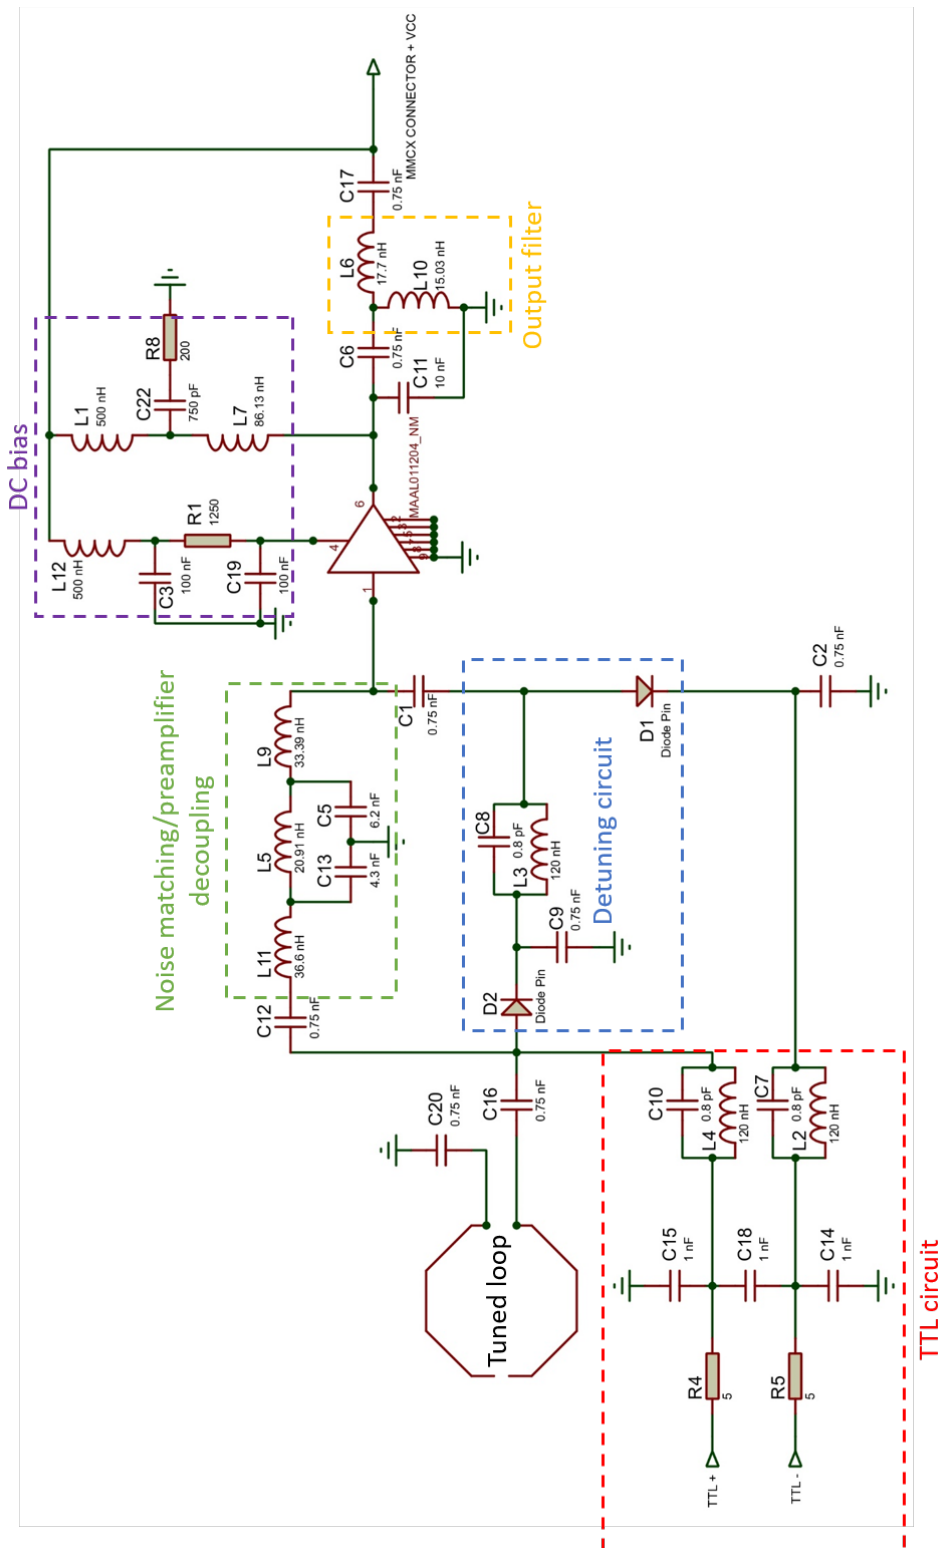 DC bias
L1
500 nH
C22
750 pF
R8
200
L7
86.13 nH
L12
500 nH
C3
100 nF
R1
1250
C19
100 nF
MMCX CONNECTOR + VCC
C17
0.75 nF
L6
17.7 nH
L10
15.03 nH
Output filter
C6
0.75 nF
C11
10 nF
MAAL011204_NM
6
4
1
Noise matching/preamplifier
decoupling
L9
33.39 nH
L5
20.91 nH
C5
6.2 nF
C13
4.3 nF
L11
36.6 nH
C12
0.75 nF
C1
0.75 nF
D1
Diode Pin
C2
0.75 nF
C8
0.8 pF
L3
120 nH
C9
0.75 nF
D2
Diode Pin
Detuning circuit
C20
0.75 nF
C16
0.75 nF
Tuned loop
C10
0.8 pF
L4
120 nH
C7
0.8 pF
L2
120 nH
C15
1 nF
C18
1 nF
C14
1 nF
R4
5
R5
5
TTL +
TTL -
TTL circuit